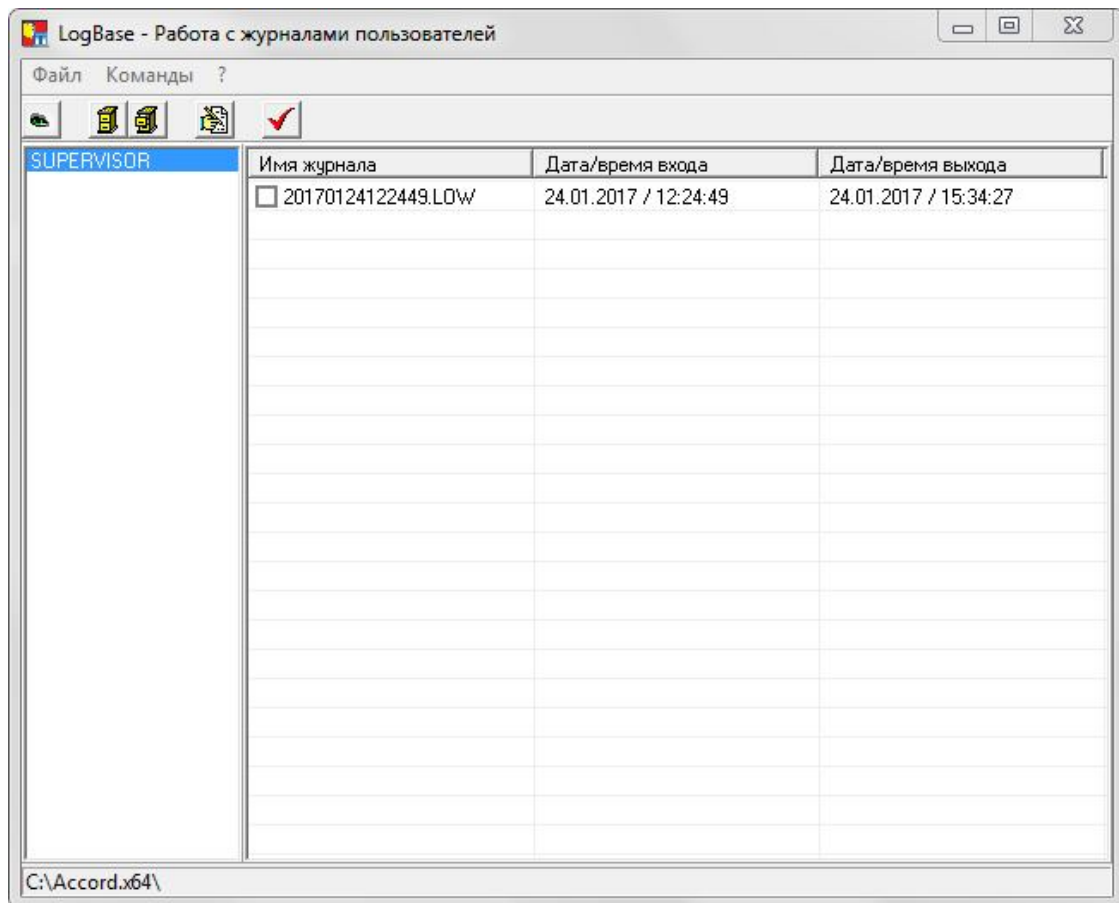 LogBase - Работа с журналами пользователей
Файл Команды ?
SUPERVISOR
Имя журнала Дата/время входа Дата/время выхода
20170124122449.LOW 24.01.2017 / 12:24:49 24.01.2017 / 15:34:27
C:\Accord.x64\